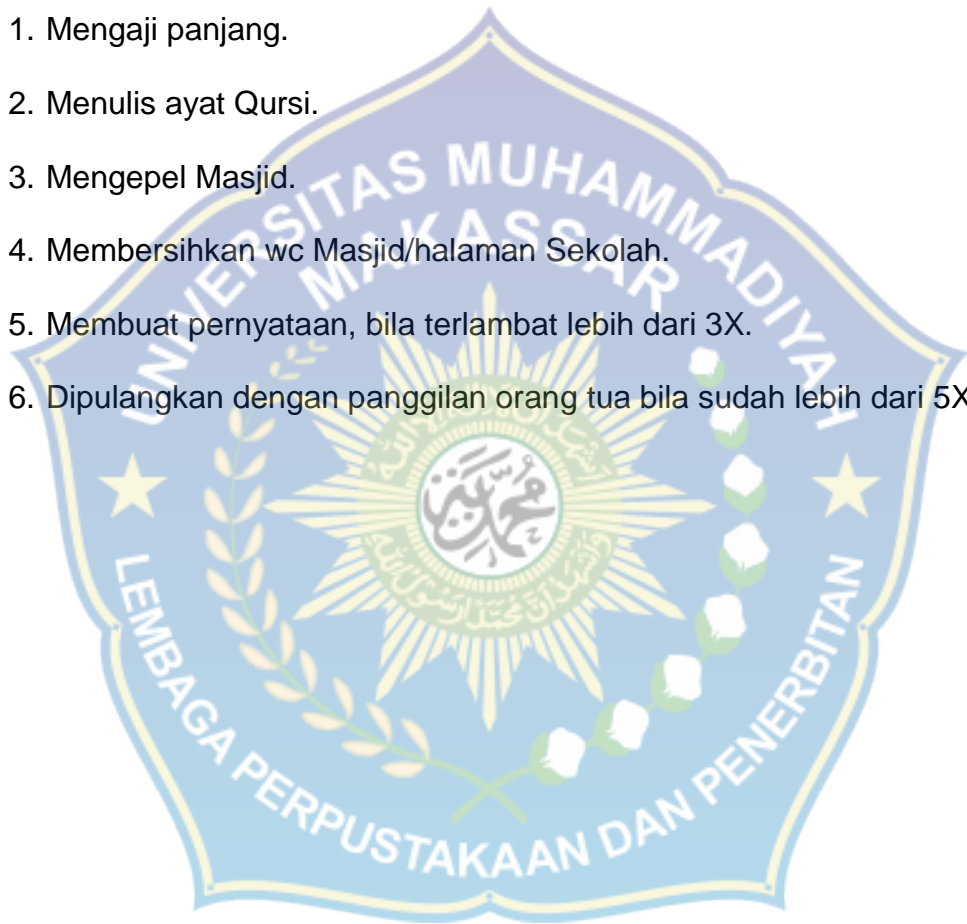 1. Mengaji panjang.
2. Menulis ayat Qursi.
3. Mengepel Masjid.
4. Membersihkan wc Masjid/halaman Sekolah.
5. Membuat pernyataan, bila terlambat lebih dari 3X.
6. Dipulangkan dengan panggilan orang tua bila sudah lebih dari 5X
UNIVERSITAS MUHAMMADIYAH
MAKASSAR
محمد
LEMBAGA PERPUSTAKAAN DAN PENERBITAN